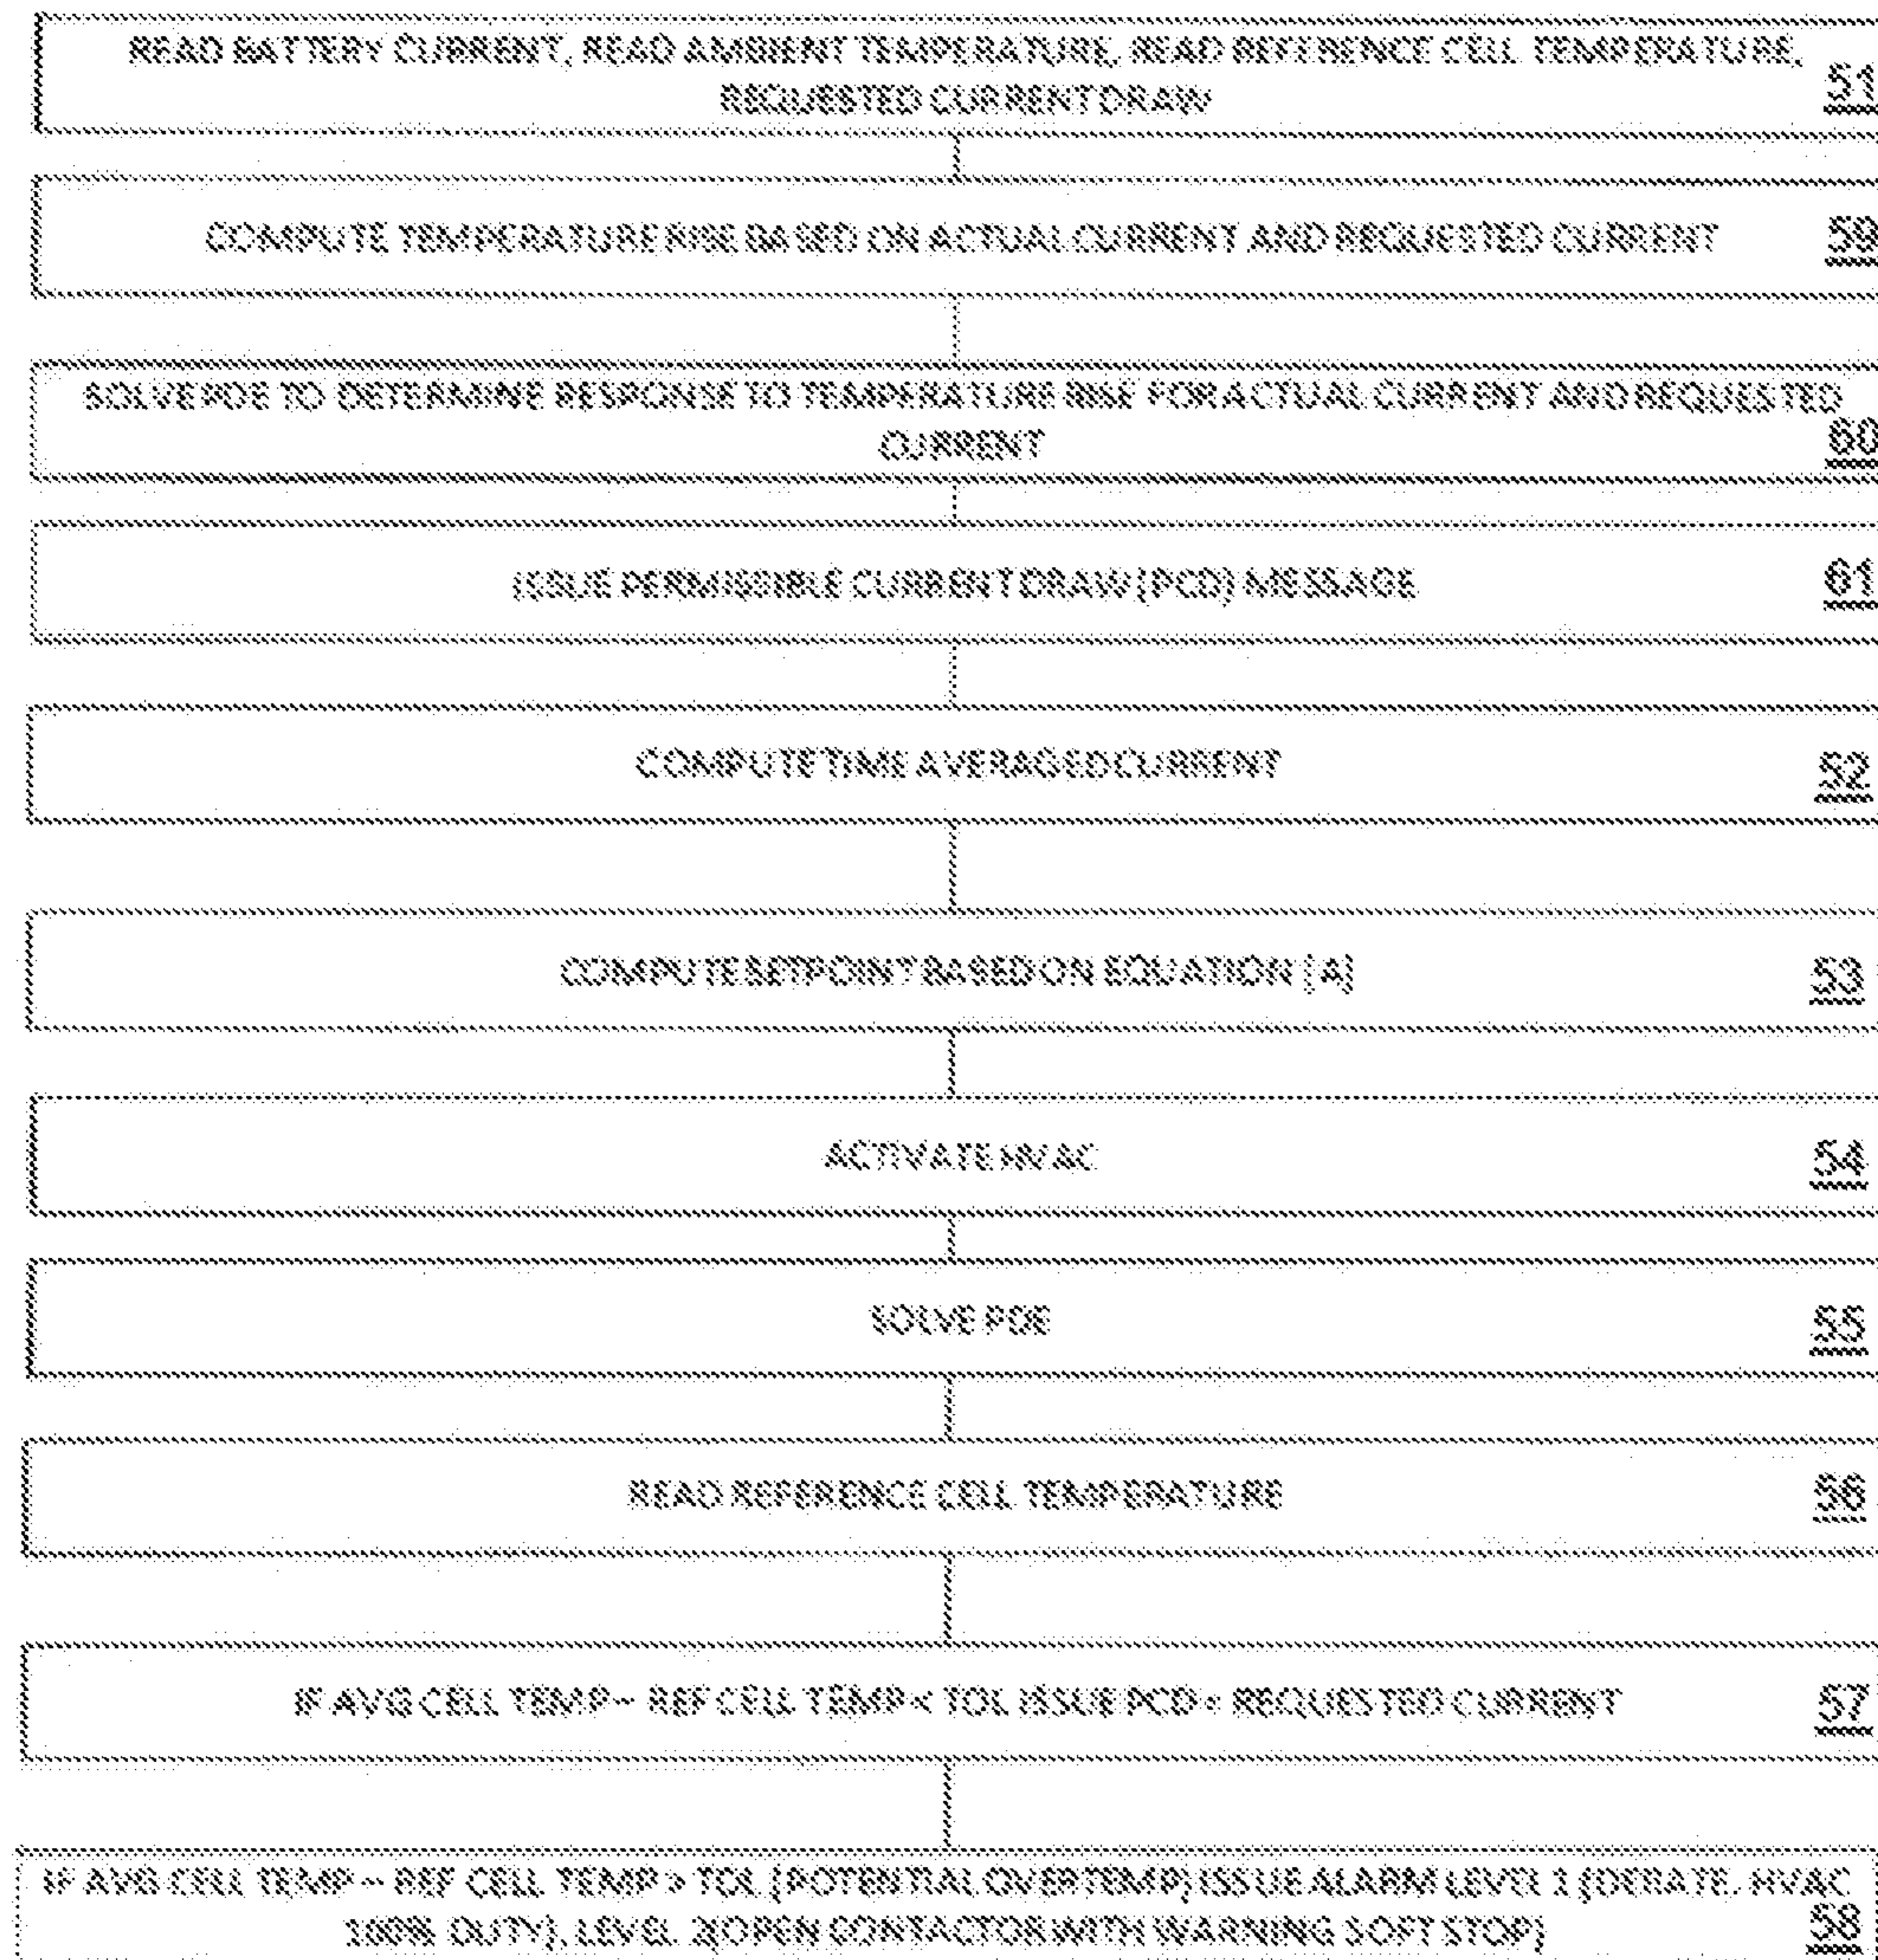 READ BATTERY CURRENT, READ AMBIENT TEMPERATURE, READ REFERENCE CELL TEMPERATURE,
REQUESTED CURRENT DRAW
51
COMPUTE TEMPERATURE RISE BASED ON ACTUAL CURRENT AND REQUESTED CURRENT
59
SOLVE PDE TO DETERMINE RESPONSE TO TEMPERATURE RISE FOR ACTUAL CURRENT AND REQUESTED
CURRENT
60
ISSUE PERMISSIBLE CURRENT DRAW (PCD) MESSAGE
61
COMPUTE TIME AVERAGED CURRENT
52
COMPUTE SETPOINT BASED ON EQUATION (A)
53
ACTIVATE HVAC
54
SOLVE PDE
55
READ REFERENCE CELL TEMPERATURE
56
IF AVG CELL TEMP – REF CELL TEMP < TOL ISSUE PCD = REQUESTED CURRENT
57
IF AVG CELL TEMP – REF CELL TEMP > TOL (POTENTIAL OVERTEMP) ISSUE ALARM LEVEL 1 (DERATE, HVAC
100% DUTY), LEVEL 2(OPEN CONTACTOR WITH WARNING SOFT STOP)
58